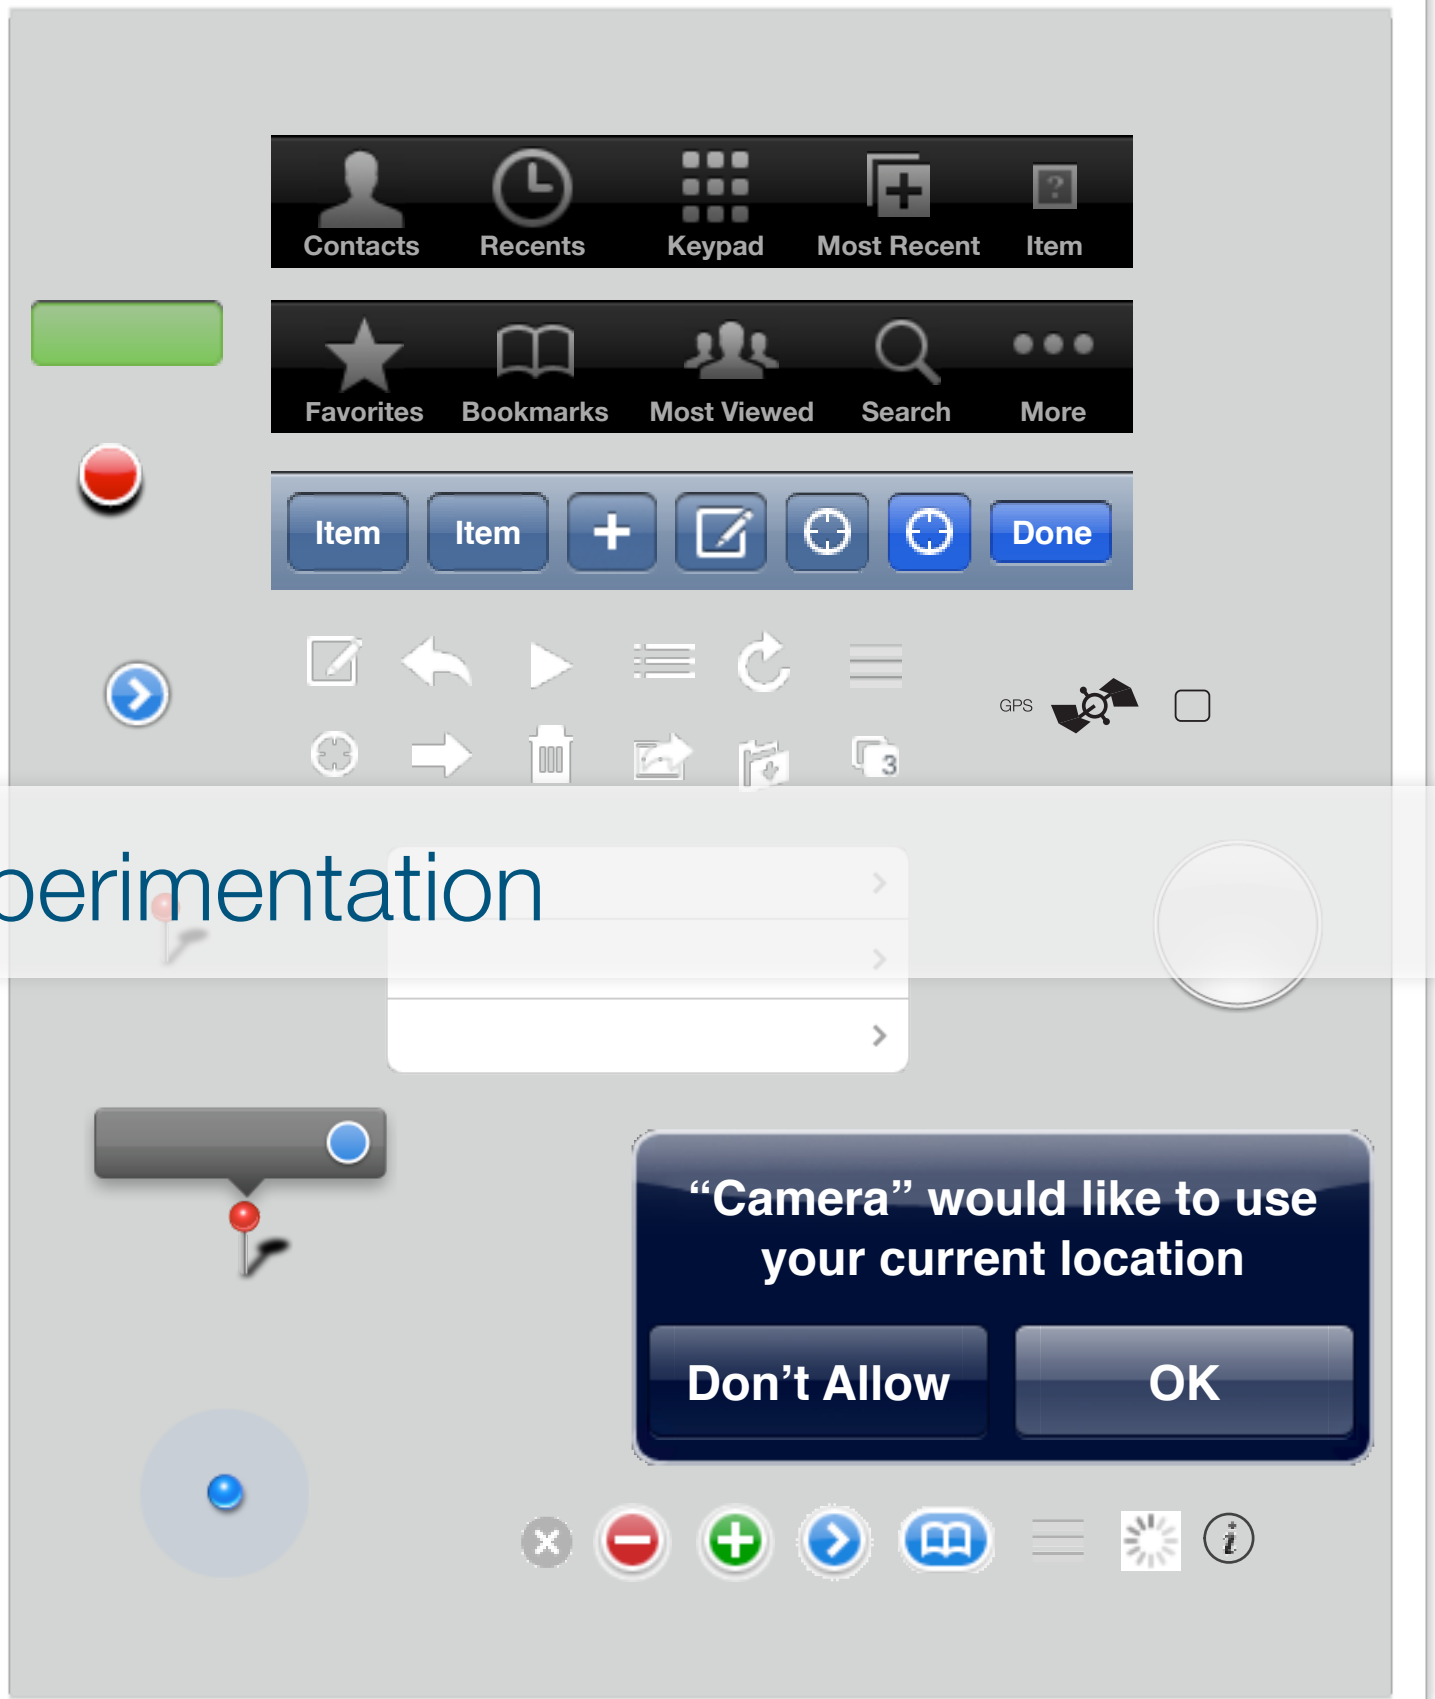 Contacts Recents Keypad Most Recent Item
Favorites Bookmarks Most Viewed Search More
Item Item Done
GPS
3
perimentation
“Camera” would like to use
your current location
Don’t Allow OK